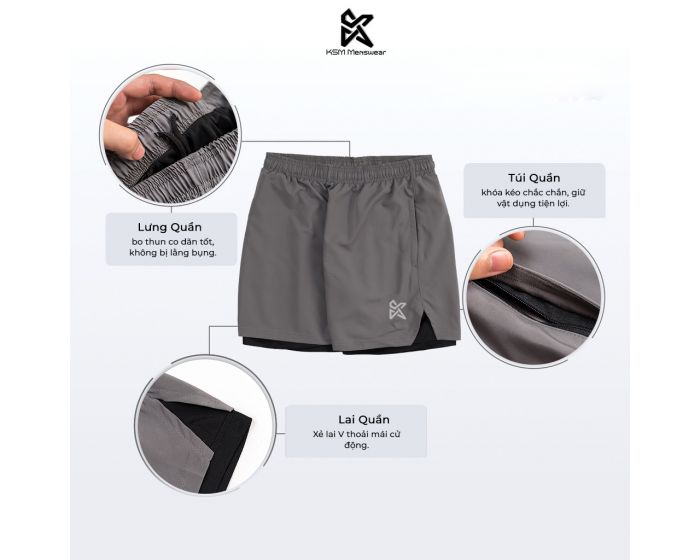 KSM Menswear
Túi Quần
khóa kéo chắc chắn, giữ
vật dụng tiện lợi.
Lưng Quần
bo thun co dãn tốt,
không bị lằng bụng.
Lai Quần
Xẻ lai V thoải mái cử
động.